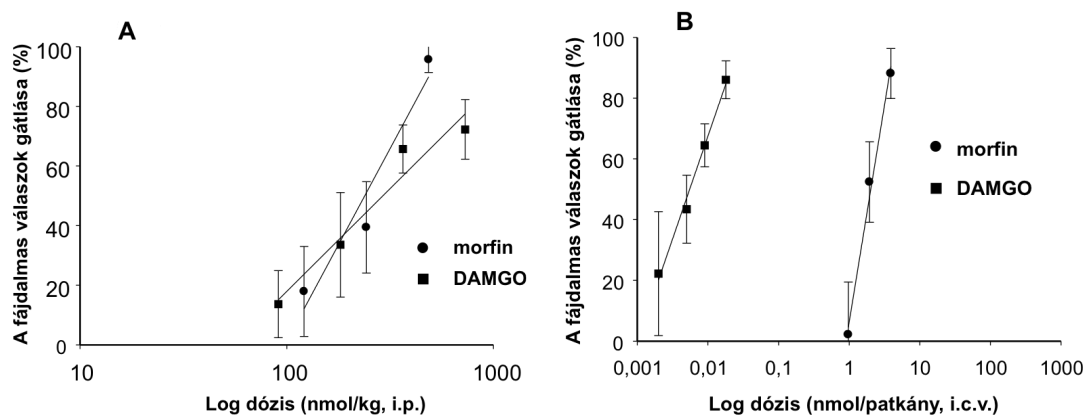 A
A fájdalmas válaszok gátlása (%)
100
80
60
40
20
0
morfin
DAMGO
10
100
1000
Log dózis (nmol/kg, i.p.)
B
A fájdalmas válaszok gátlása (%)
100
80
60
40
20
0
morfin
DAMGO
0,001
0,01
0,1
1
10
100
1000
Log dózis (nmol/patkány, i.c.v.)